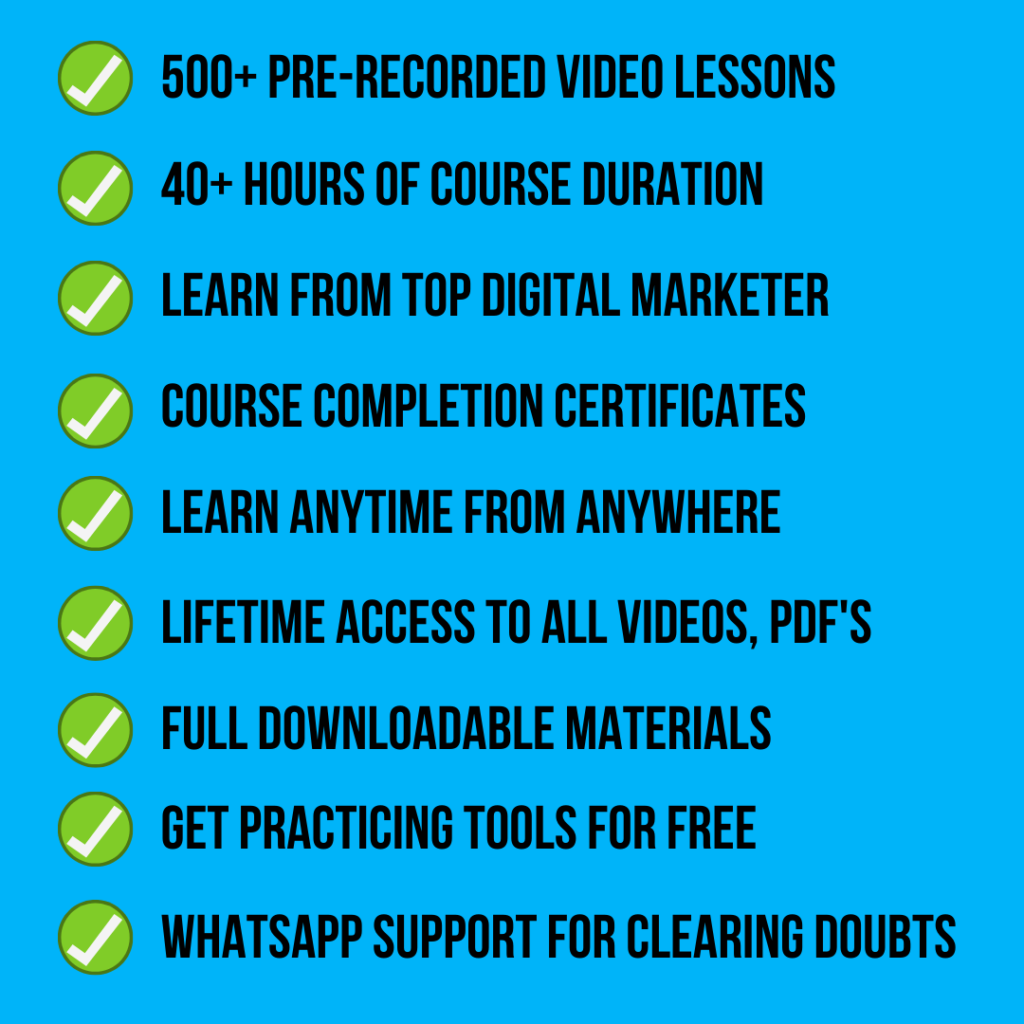 500+ PRE-RECORDED VIDEO LESSONS
40+ HOURS OF COURSE DURATION
LEARN FROM TOP DIGITAL MARKETER
COURSE COMPLETION CERTIFICATES
LEARN ANYTIME FROM ANYWHERE
LIFETIME ACCESS TO ALL VIDEOS, PDF'S
FULL DOWNLOADABLE MATERIALS
GET PRACTICING TOOLS FOR FREE
WHATSAPP SUPPORT FOR CLEARING DOUBTS